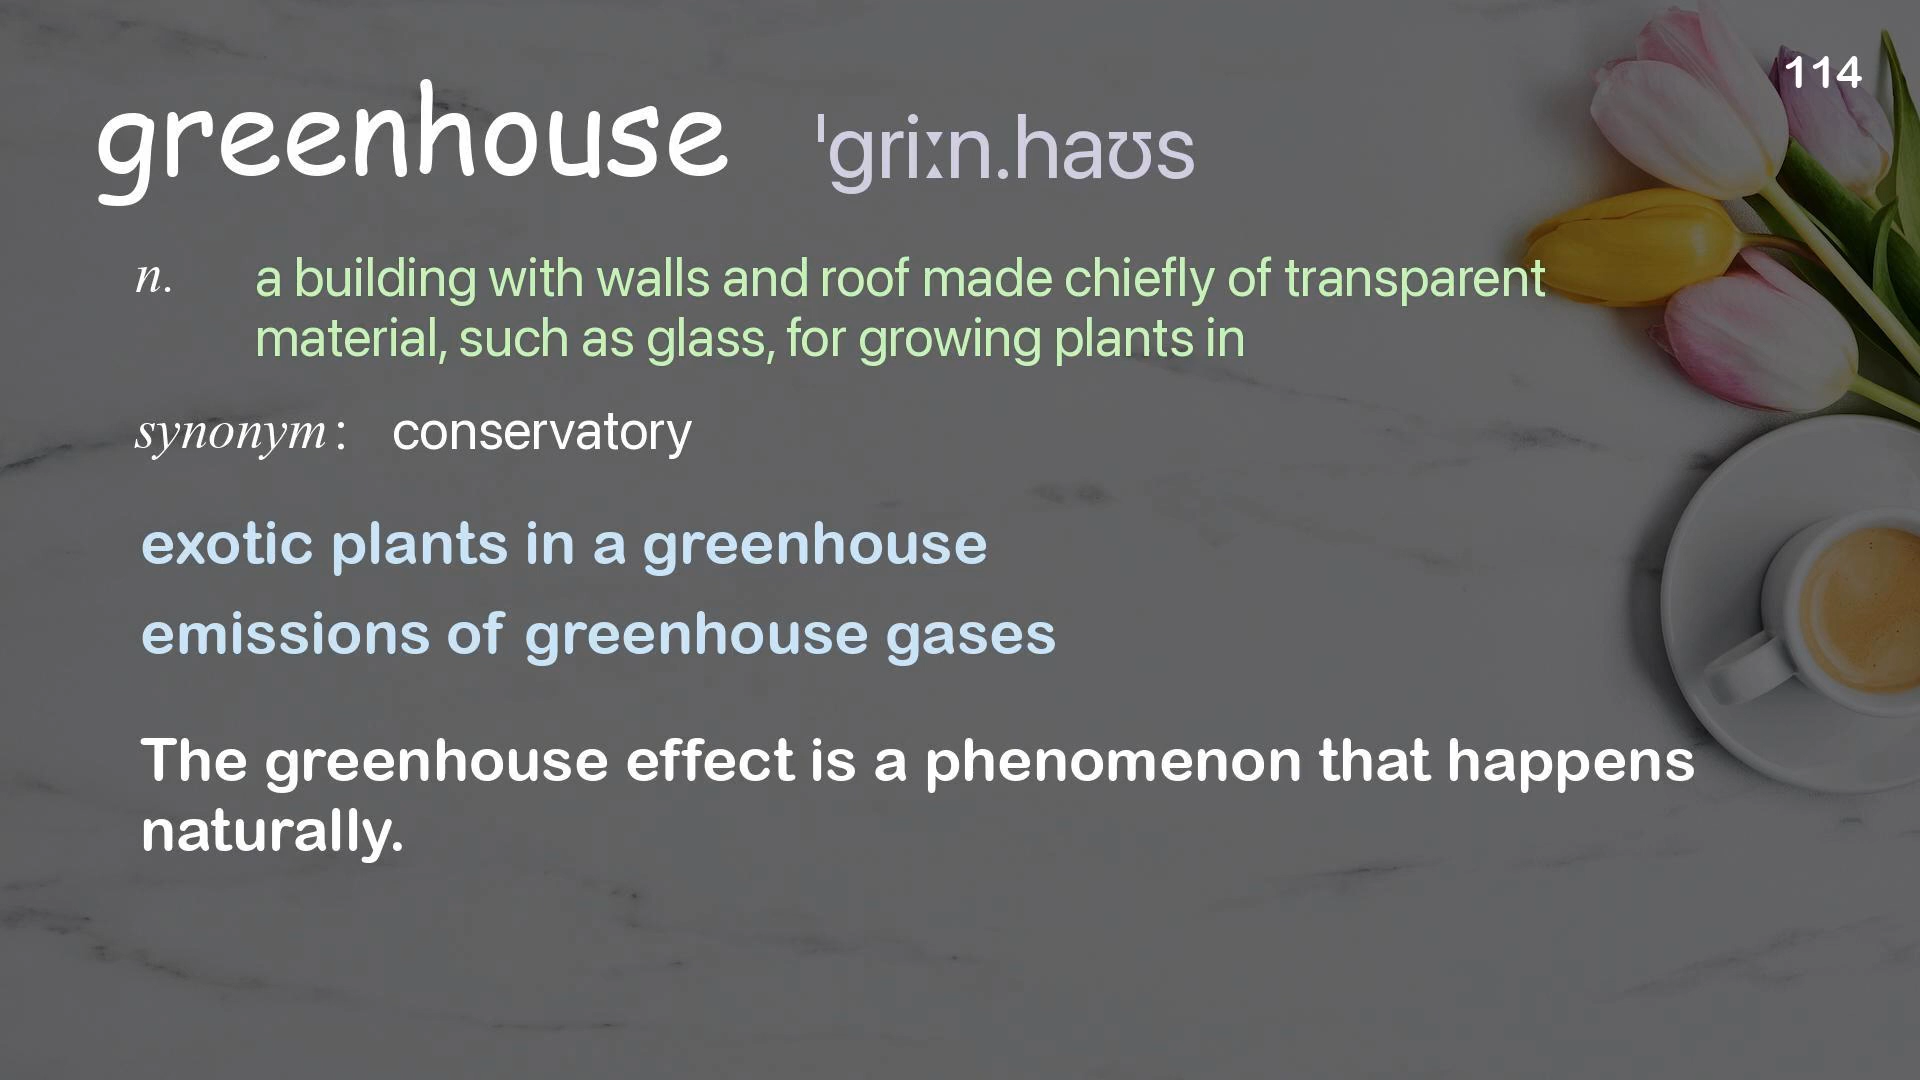 114
greenhouse ˈɡriːn.haʊs
n. a building with walls and roof made chiefly of transparent
material, such as glass, for growing plants in
synonym: conservatory
exotic plants in a greenhouse
emissions of greenhouse gases
The greenhouse effect is a phenomenon that happens
naturally.